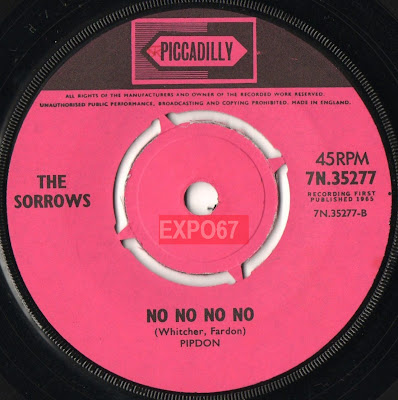 PICCADILLY
ALL RIGHTS OF THE MANUFACTURERS AND OWNER OF THE RECORDED WORK RESERVED.
UNAUTHORISED PUBLIC PERFORMANCE, BROADCASTING AND COPYING PROHIBITED. MADE IN ENGLAND.
THE
SORROWS
45RPM
7N.35277
RECORDING FIRST
PUBLISHED 1965
7N.35277-B
EXPO67
NO NO NO NO
(Whitcher, Fardon)
PIPDON